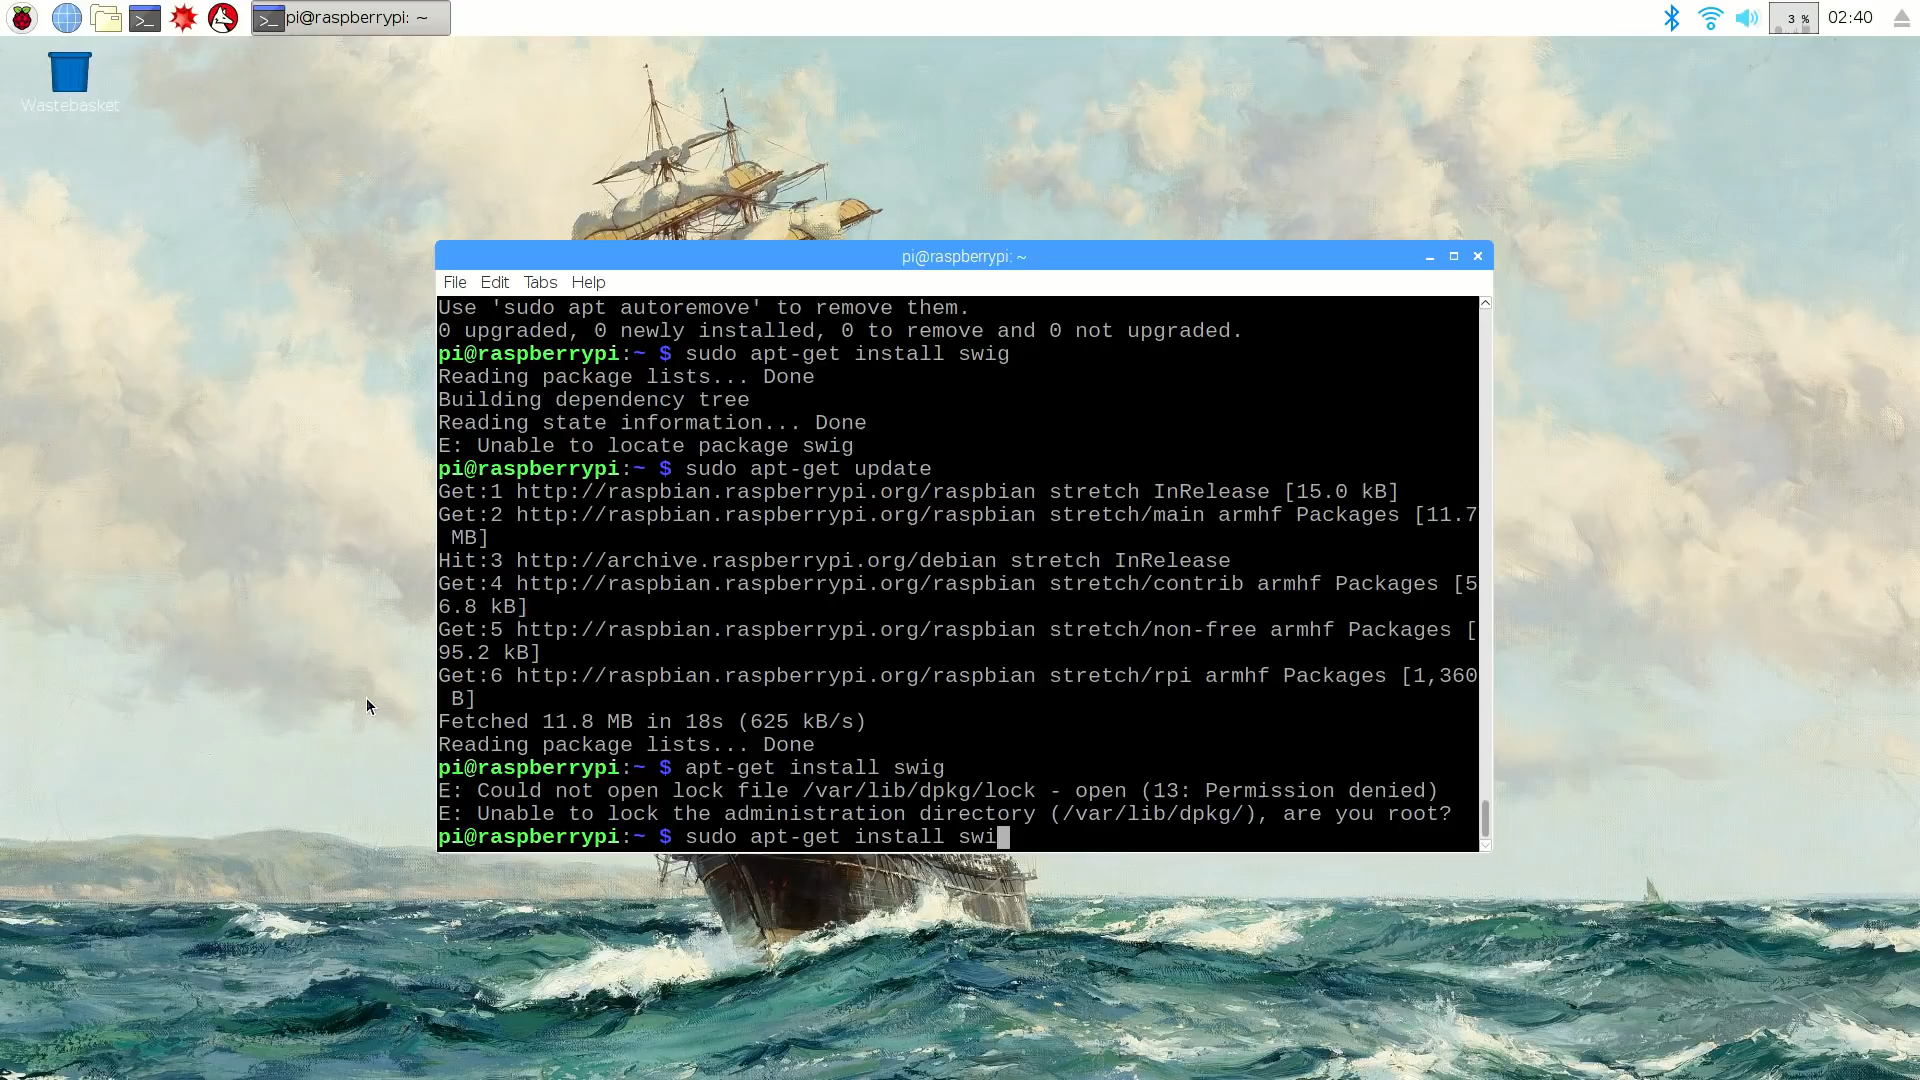 pi@raspberrypi: ~
3 %
02:40
Wastebasket
pi@raspberrypi: ~
File Edit Tabs Help
Use 'sudo apt autoremove' to remove them.
0 upgraded, 0 newly installed, 0 to remove and 0 not upgraded.
pi@raspberrypi:~ $ sudo apt-get install swig
Reading package lists... Done
Building dependency tree
Reading state information... Done
E: Unable to locate package swig
pi@raspberrypi:~ $ sudo apt-get update
Get:1 http://raspbian.raspberrypi.org/raspbian stretch InRelease [15.0 kB]
Get:2 http://raspbian.raspberrypi.org/raspbian stretch/main armhf Packages [11.7
MB]
Hit:3 http://archive.raspberrypi.org/debian stretch InRelease
Get:4 http://raspbian.raspberrypi.org/raspbian stretch/contrib armhf Packages [5
6.8 kB]
Get:5 http://raspbian.raspberrypi.org/raspbian stretch/non-free armhf Packages [
95.2 kB]
Get:6 http://raspbian.raspberrypi.org/raspbian stretch/rpi armhf Packages [1,360
B]
Fetched 11.8 MB in 18s (625 kB/s)
Reading package lists... Done
pi@raspberrypi:~ $ apt-get install swig
E: Could not open lock file /var/lib/dpkg/lock - open (13: Permission denied)
E: Unable to lock the administration directory (/var/lib/dpkg/), are you root?
pi@raspberrypi:~ $ sudo apt-get install swi